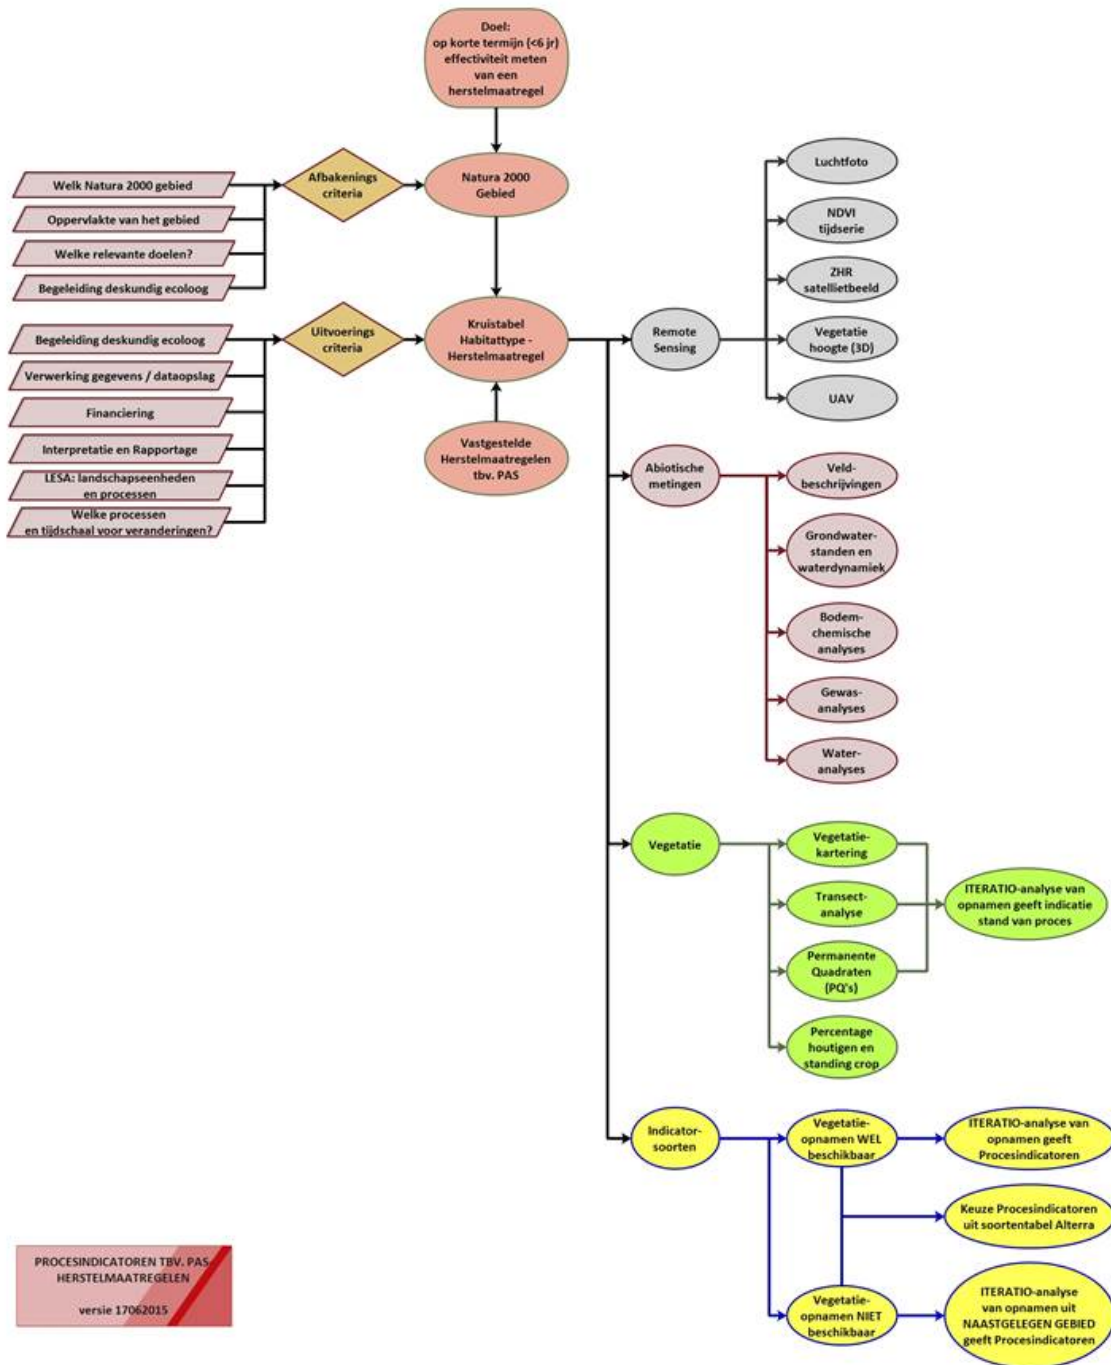 Doel:
op korte termijn (<6 jr)
effectiviteit meten
van een
herstelmaatregel
Welk Natura 2000 gebied
Oppervlakte van het gebied
Welke relevante doelen?
Begeleiding deskundig ecoloog
Afbakenings
criteria
Natura 2000
Gebied
Begeleiding deskundig ecoloog
Verwerking gegevens / dataopslag
Financiering
Interpretatie en Rapportage
LESA: landschapseenheden
en processen
Welke processen
en tijdschaal voor veranderingen?
Uitvoerings
criteria
Kruistabel
Habitattype -
Herstelmaatregel
Vastgestelde
Herstelmaatregelen
tbv. PAS
Remote
Sensing
Luchtfoto
NDVI
tijdserie
ZHR
satellietbeeld
Vegetatie
hoogte (3D)
UAV
Abiotische
metingen
Veld-
beschrijvingen
Grondwater-
standen en
waterdynamiek
Bodem-
chemische
analyses
Gewas-
analyses
Water-
analyses
Vegetatie
Vegetatie-
kartering
Transect-
analyse
Permanente
Quadraten
(PQ's)
Percentage
houtigen en
standing crop
ITERATIO-analyse van
opnamen geeft indicatie
stand van proces
Indicator-
soorten
Vegetatie-
opnamen WEL
beschikbaar
Vegetatie-
opnamen NIET
beschikbaar
ITERATIO-analyse van
opnamen geeft
Procesindicatoren
Keuze Procesindicatoren
uit soortentabel Alterra
ITERATIO-analyse
van opnamen uit
NAASTGELEGEN GEBIED
geeft Procesindicatoren
PROCESINDICATOREN TBV. PAS-
HERSTELMAATREGELEN
versie 17062015